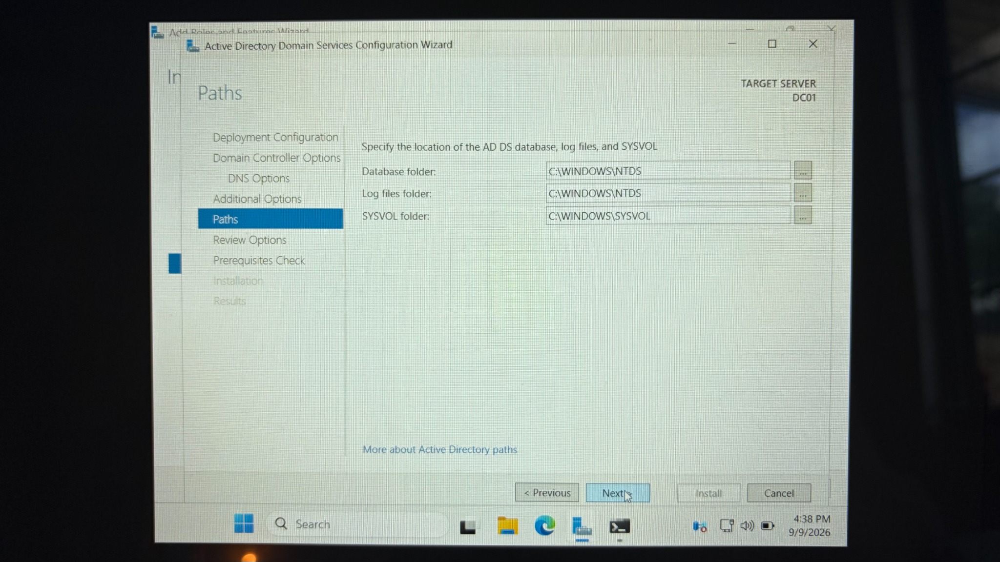 Add Roles and Features Wizard
Active Directory Domain Services Configuration Wizard
In
Paths
TARGET SERVER
DC01
Deployment Configuration
Domain Controller Options
DNS Options
Additional Options
Paths
Review Options
Prerequisites Check
Installation
Results
Specify the location of the AD DS database, log files, and SYSVOL
Database folder: C:\WINDOWS\NTDS ...
Log files folder: C:\WINDOWS\NTDS ...
SYSVOL folder: C:\WINDOWS\SYSVOL ...
More about Active Directory paths
< Previous Next Install Cancel
Search
4:38 PM
9/9/2026